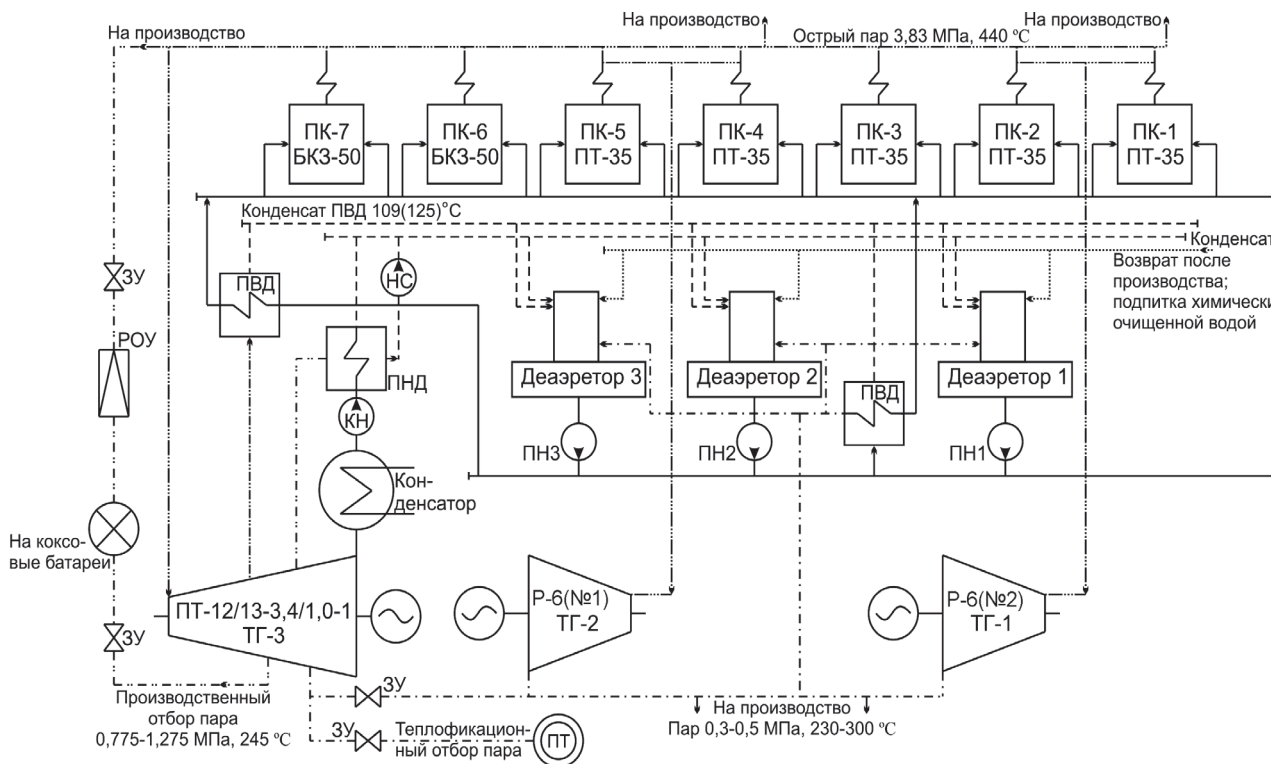 На производство
На производство
На производство
Острый пар 3,83 МПа, 440 ℃
ПК-7
БКЗ-50
ПК-6
БКЗ-50
ПК-5
ПТ-35
ПК-4
ПТ-35
ПК-3
ПТ-35
ПК-2
ПТ-35
ПК-1
ПТ-35
Конденсат ПВД 109(125)°С
Конденсат
Возврат после
производства;
подпитка химически
очищенной водой
ЗУ
ПВД
НС
РОУ
ПНД
КН
Деаэретор 3
Деаэретор 2
ПВД
Деаэретор 1
ПН3
ПН2
ПН1
Кон-
денсатор
На коксо-
вые батареи
ЗУ
ПТ-12/13-3,4/1,0-1
ТГ-3
Р-6(№1)
ТГ-2
Р-6(№2)
ТГ-1
ЗУ
Производственный
отбор пара
0,775-1,275 МПа, 245 ℃
ЗУ
Теплофикацион-
ный отбор пара
ПТ
На производство
Пар 0,3-0,5 МПа, 230-300 ℃